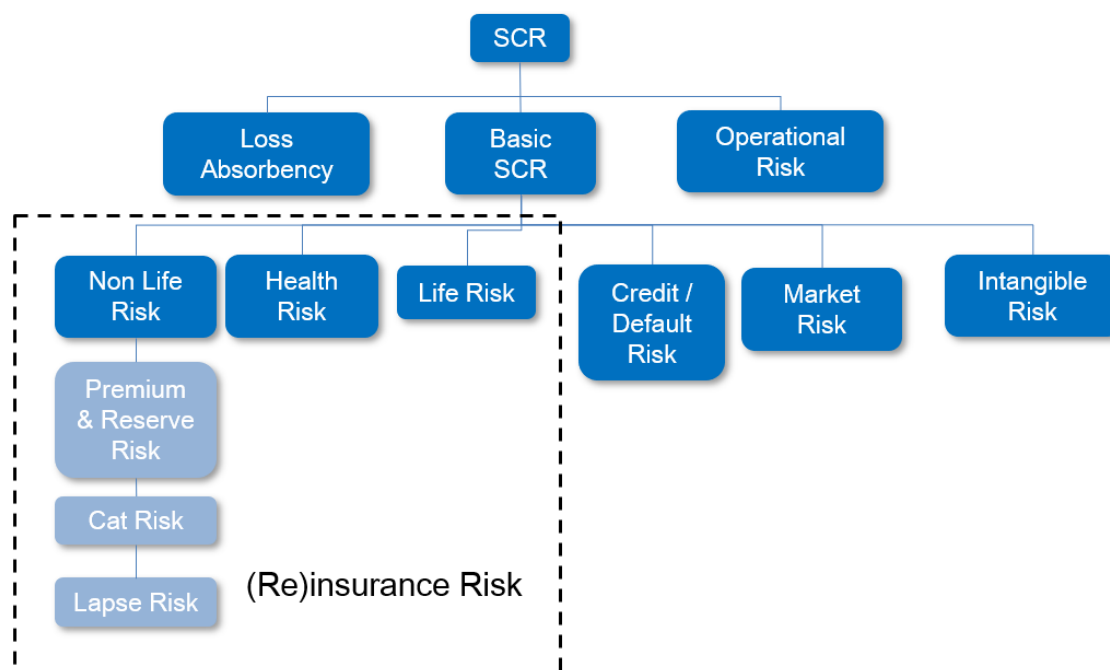 SCR
Loss
Absorbency
Basic
SCR
Operational
Risk
Non Life
Risk
Health
Risk
Life Risk
Credit /
Default
Risk
Market
Risk
Intangible
Risk
Premium
& Reserve
Risk
Cat Risk
Lapse Risk
(Re)insurance Risk